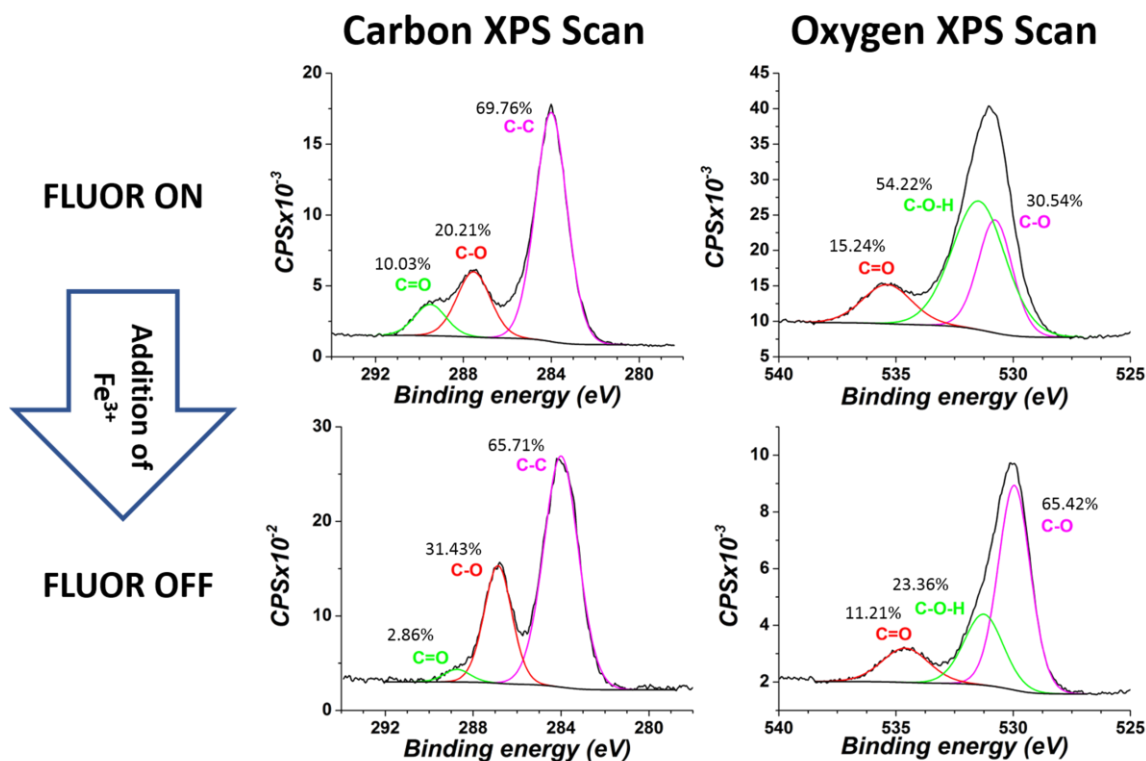 Carbon XPS Scan
Oxygen XPS Scan
FLUOR ON
Addition of
Fe³⁺
FLUOR OFF
20
15
10
5
0
CPSx10⁻³
69.76%
C-C
20.21%
C-O
10.03%
C=O
292
288
284
280
Binding energy (eV)
45
40
35
30
25
20
15
10
5
CPSx10⁻³
54.22%
C-O-H
30.54%
C-O
15.24%
C=O
540
535
530
525
Binding energy (eV)
30
20
10
0
CPSx10⁻²
65.71%
C-C
31.43%
C-O
2.86%
C=O
292
288
284
280
Binding energy (eV)
10
8
6
4
2
CPSx10⁻³
65.42%
C-O
23.36%
C-O-H
11.21%
C=O
540
535
530
525
Binding energy (eV)